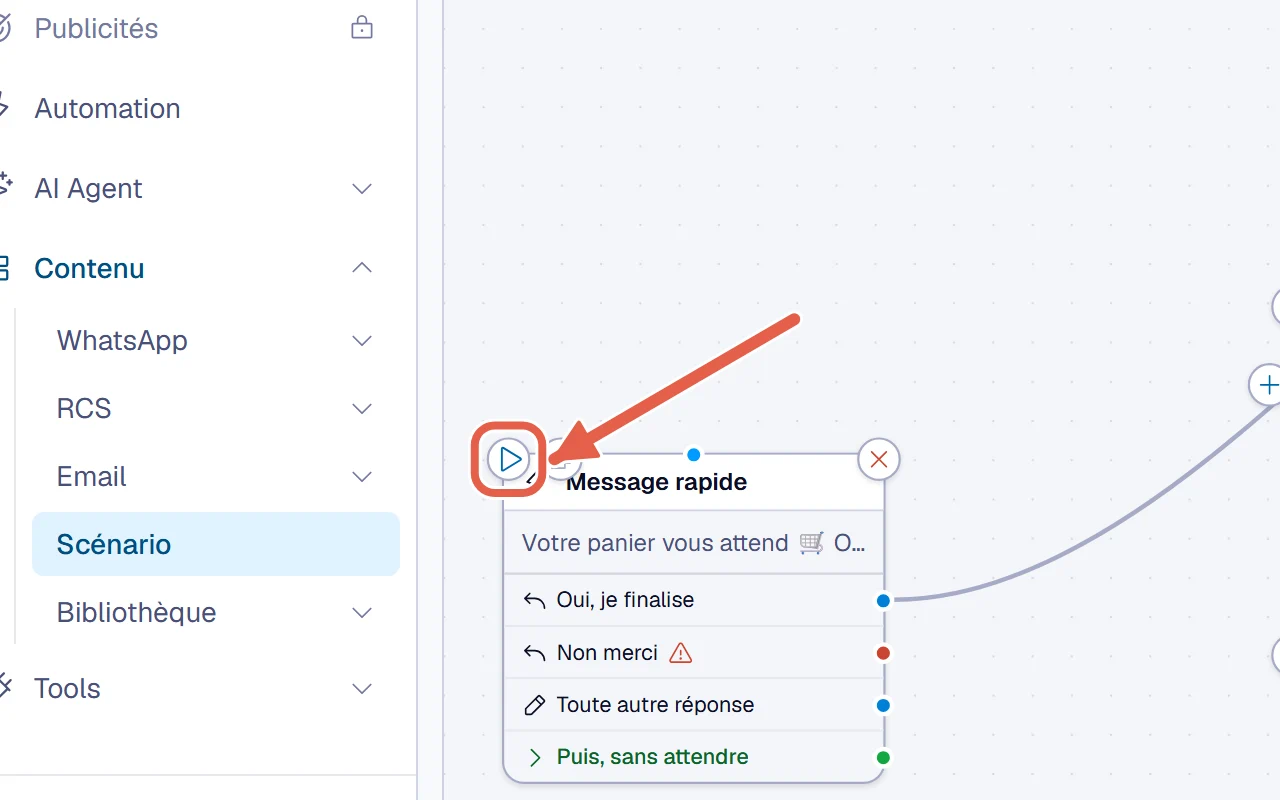 Publicités
Automation
AI Agent
Contenu
WhatsApp
RCS
Email
Scénario
Bibliothèque
Tools
Message rapide
Votre panier vous attend 🛒 O...
Oui, je finalise
Non merci
Toute autre réponse
Puis, sans attendre